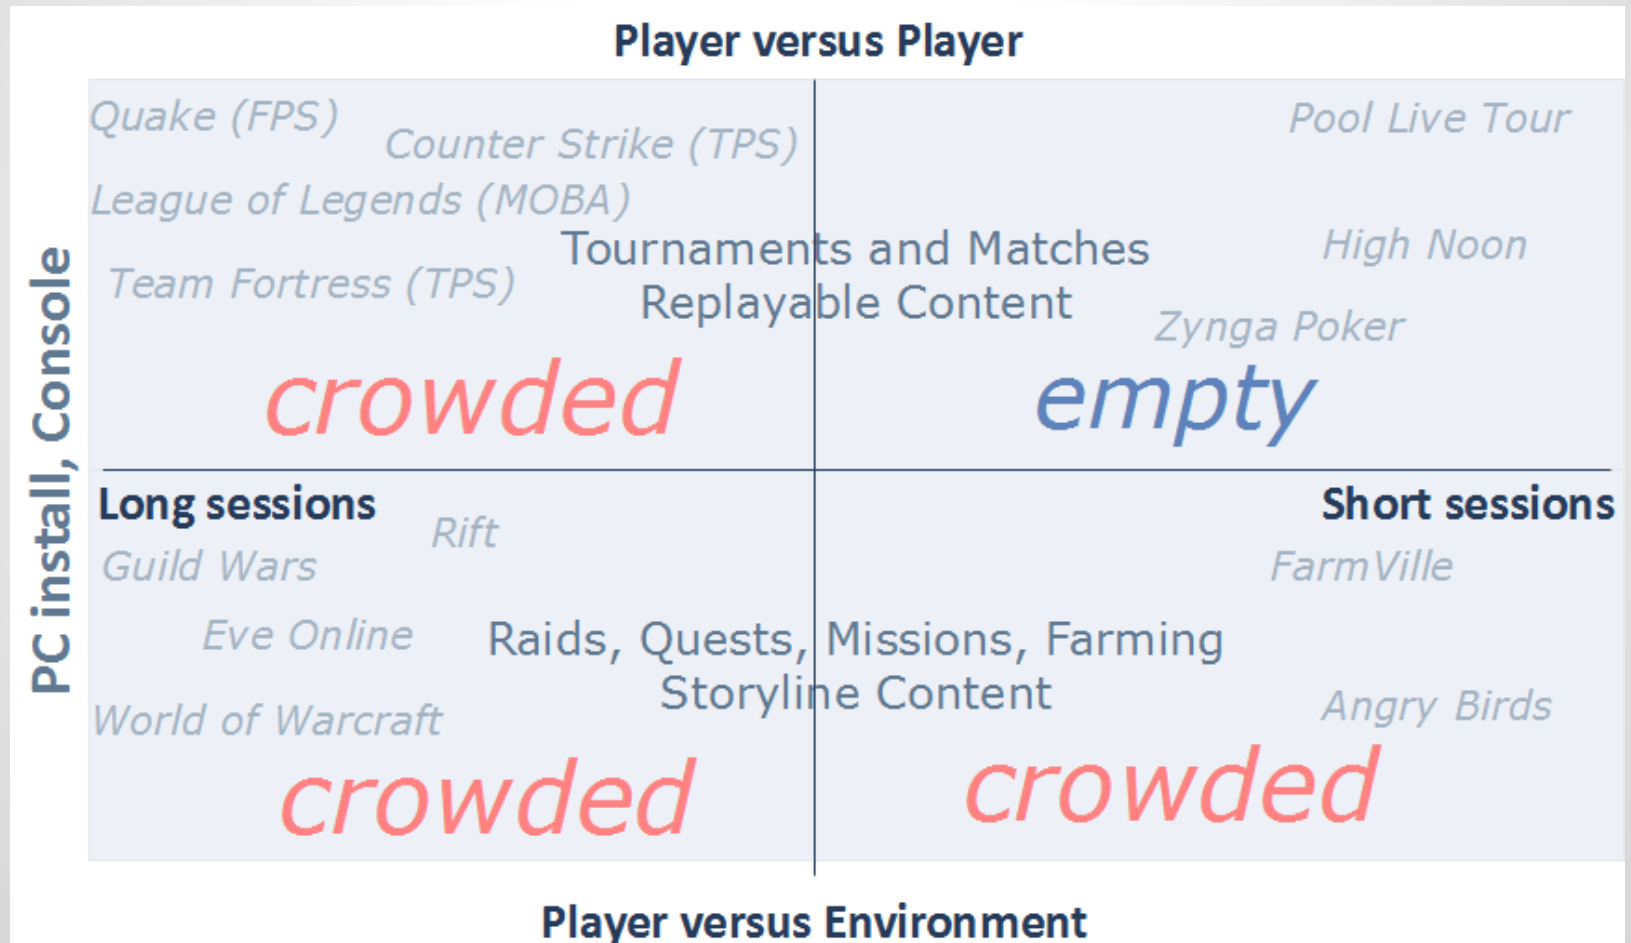 Player versus Player
Quake (FPS)
Pool Live Tour
Counter Strike (TPS)
League of Legends (MOBA)
Tournaments and Matches
High Noon
Team Fortress (TPS)
Replayable Content
Zynga Poker
crowded
empty
PC install, Console
Long sessions
Short sessions
Rift
Guild Wars
FarmVille
Eve Online
Raids, Quests, Missions, Farming
Storyline Content
World of Warcraft
Angry Birds
crowded
crowded
Player versus Environment